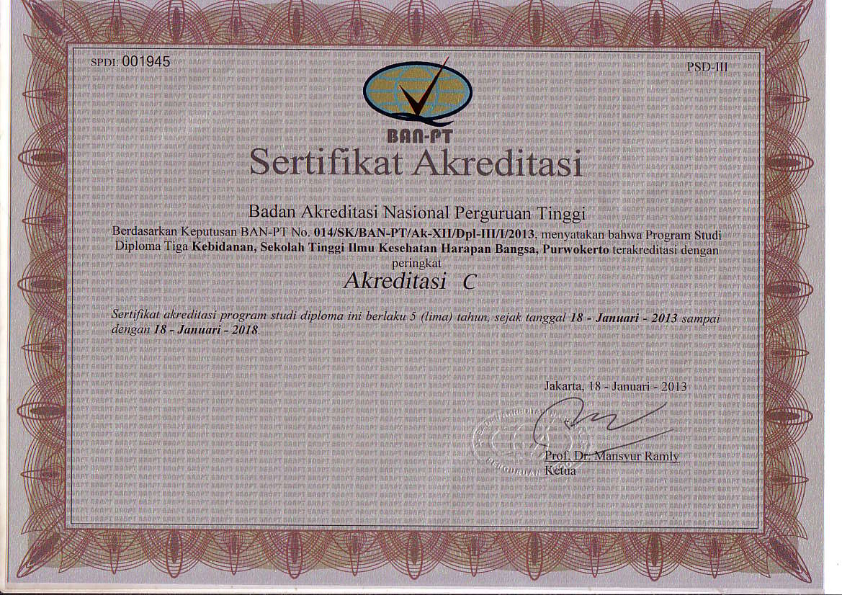 SPDI 001945
PSD-III
BAN-PT
Sertifikat Akreditasi
Badan Akreditasi Nasional Perguruan Tinggi
Berdasarkan Keputusan BAN-PT No. 014/SK/BAN-PT/Ak-XII/Dpl-III/I/2013, menyatakan bahwa Program Studi
Diploma Tiga Kebidanan, Sekolah Tinggi Ilmu Kesehatan Harapan Bangsa, Purwokerto terakreditasi dengan
peringkat
Akreditasi C
Sertifikat akreditasi program studi diploma ini berlaku 5 (lima) tahun, sejak tanggal 18 - Januari - 2013 sampai
dengan 18 - Januari - 2018
Jakarta, 18 - Januari - 2013
Prof. Dr. Mansyur Ramly
Ketua